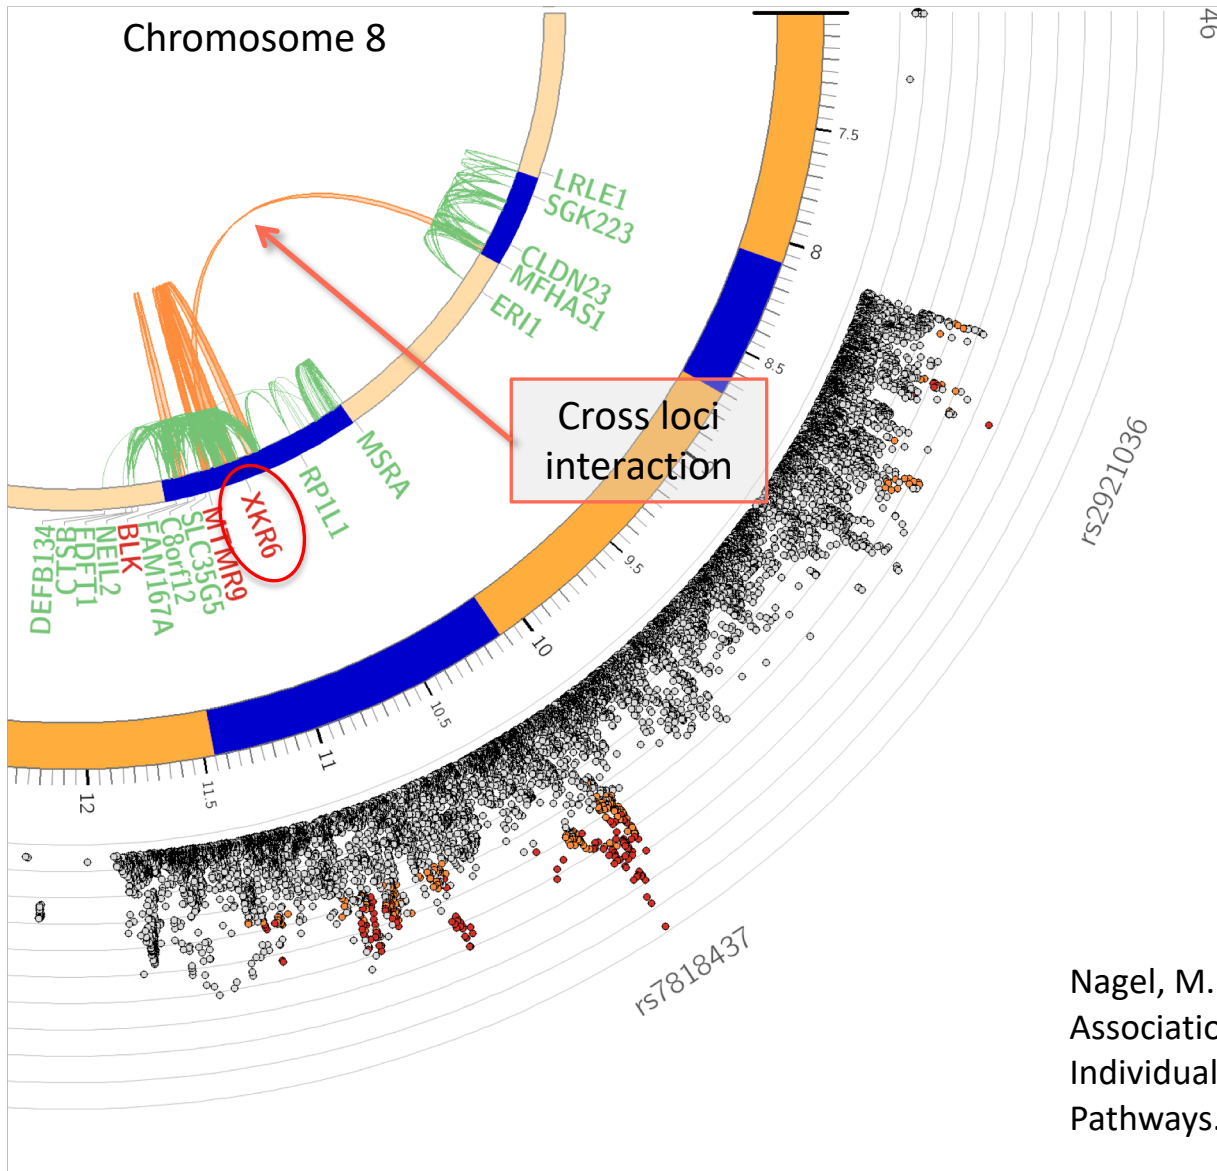 Chromosome 8
46
7.5
LRLE1
SGK223
8
CLDN23
MFHAS1
ERI1
8.5
Cross loci
interaction
rs2921036
MSRA
RP1L1
XKR6
MTMR9
SLC35G5
C8orf12
FAM167A
BLK
NEIL2
FDFT1
CTSB
DEFB134
9.5
10
10.5
11
11.5
12
rs7818437
Nagel, M.
Associatio
Individual
Pathways.